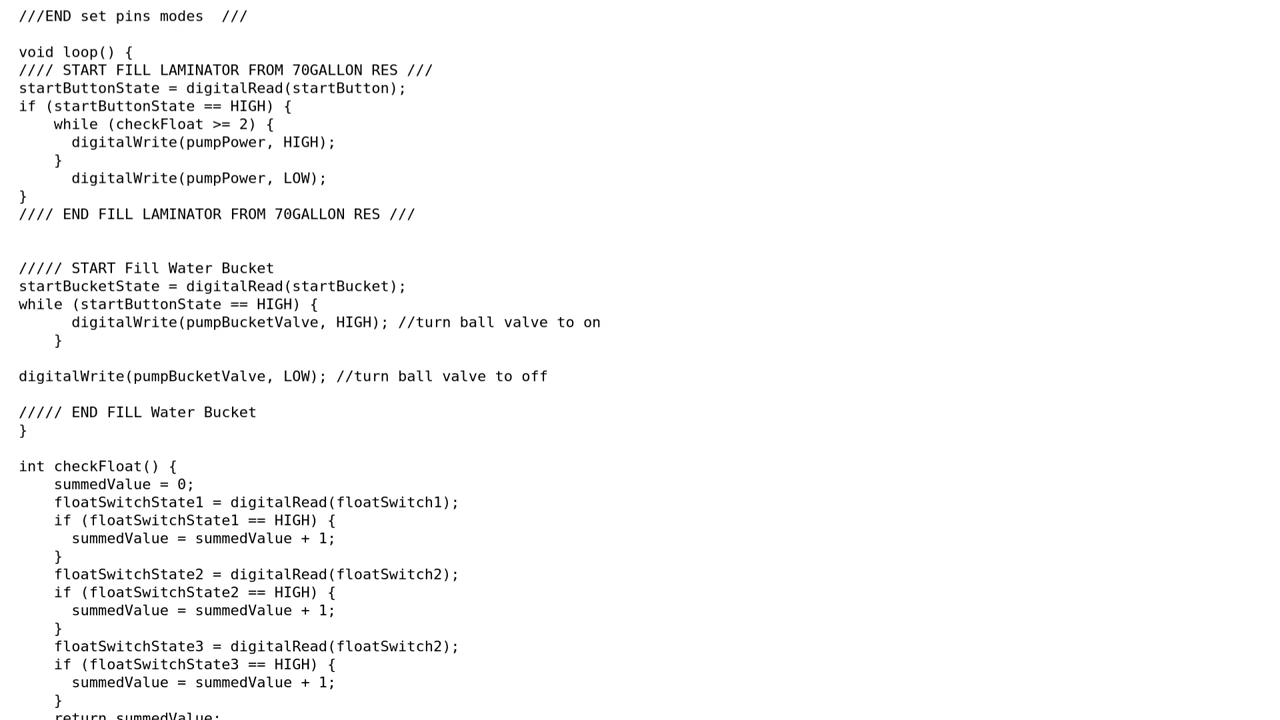 ///END set pins modes  ///
void loop() {
//// START FILL LAMINATOR FROM 70GALLON RES ///
startButtonState = digitalRead(startButton);
if (startButtonState == HIGH) {
    while (checkFloat >= 2) {
      digitalWrite(pumpPower, HIGH);
    }
      digitalWrite(pumpPower, LOW);
}
//// END FILL LAMINATOR FROM 70GALLON RES ///
///// START Fill Water Bucket
startBucketState = digitalRead(startBucket);
while (startButtonState == HIGH) {
      digitalWrite(pumpBucketValve, HIGH); //turn ball valve to on
    }
digitalWrite(pumpBucketValve, LOW); //turn ball valve to off
///// END FILL Water Bucket
}
int checkFloat() {
    summedValue = 0;
    floatSwitchState1 = digitalRead(floatSwitch1);
    if (floatSwitchState1 == HIGH) {
      summedValue = summedValue + 1;
    }
    floatSwitchState2 = digitalRead(floatSwitch2);
    if (floatSwitchState2 == HIGH) {
      summedValue = summedValue + 1;
    }
    floatSwitchState3 = digitalRead(floatSwitch2);
    if (floatSwitchState3 == HIGH) {
      summedValue = summedValue + 1;
    }
    return summedValue;